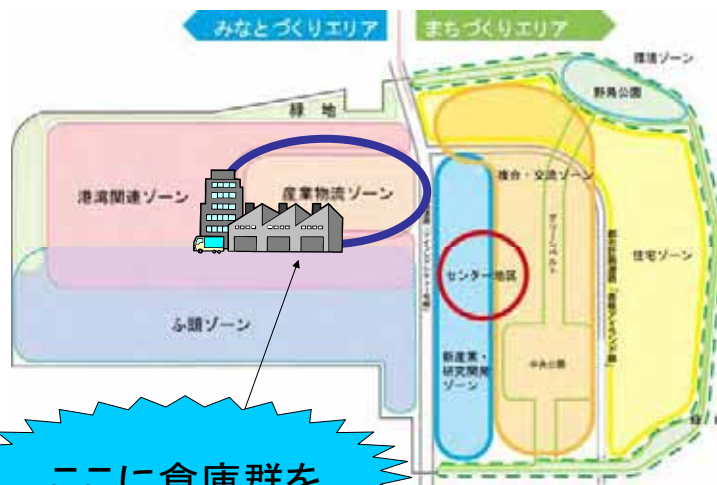 みなとづくりエリア
まちづくりエリア
環境ゾーン
野鳥公園
緑地
港湾関連ゾーン
産業物流ゾーン
複合・交流ゾーン
グリーンベルト
センター地区
住宅ゾーン
ふ頭ゾーン
新産業・
研究開発
ゾーン
中央公園
ここに倉庫群を